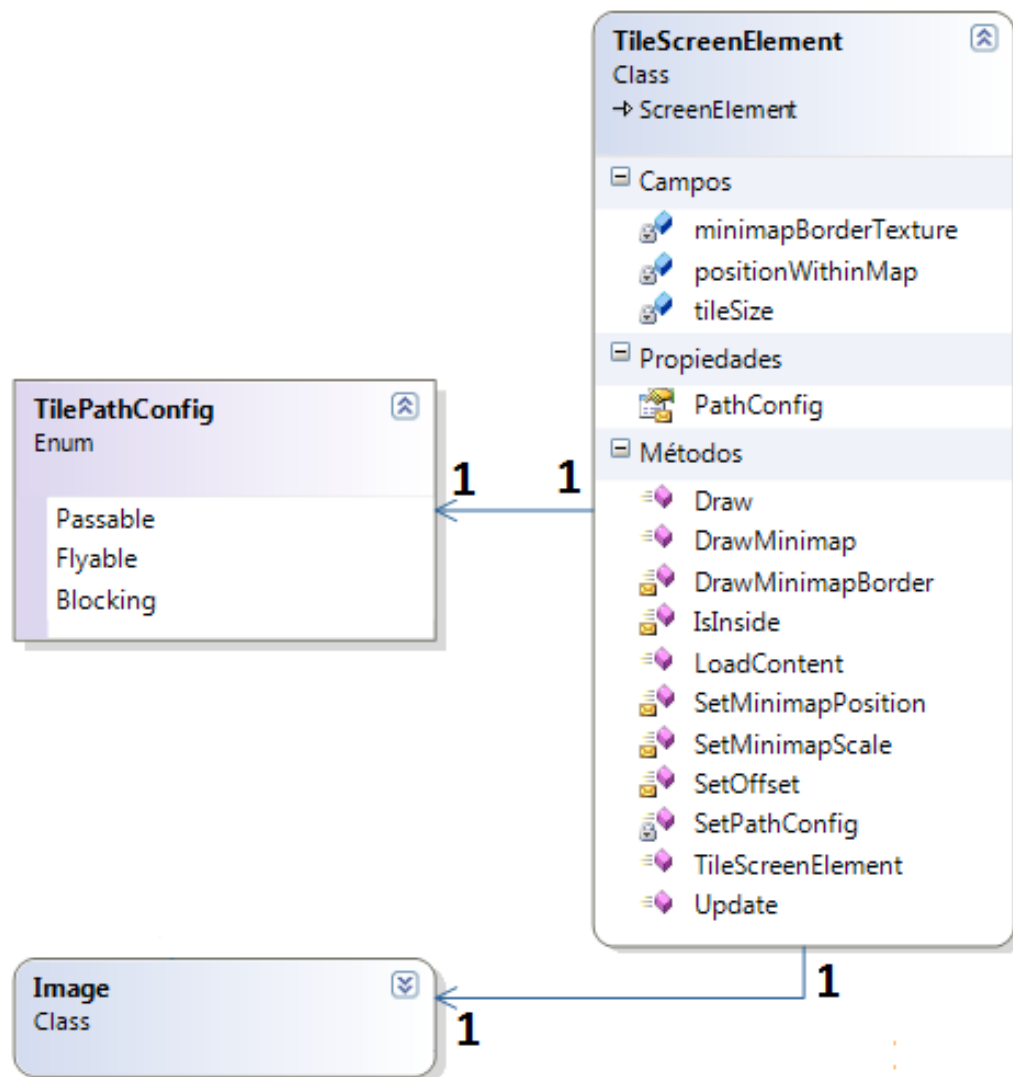 TileScreenElement
Class
ScreenElement
Campos
minimapBorderTexture
positionWithinMap
tileSize
Propiedades
PathConfig
Métodos
Draw
DrawMinimap
DrawMinimapBorder
IsInside
LoadContent
SetMinimapPosition
SetMinimapScale
SetOffset
SetPathConfig
TileScreenElement
Update
TilePathConfig
Enum
Passable
Flyable
Blocking
1
1
Image
Class
1
1